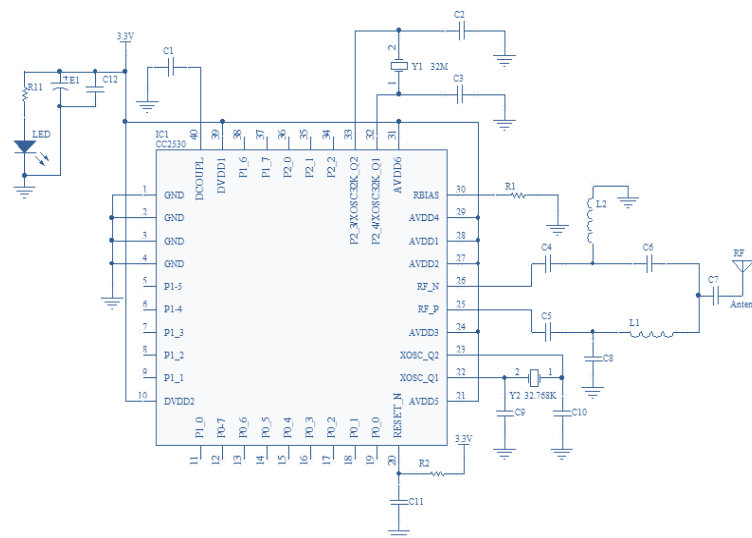 3.3V
C1
C2
2
Y1 32M
1
C3
R11
E1
C12
LED
IC1
CC2530
40
39
38
37
36
35
34
33
32
31
DCOUPL
DVDD1
P1_6
P1_7
P2_0
P2_1
P2_2
P2_3/XOSC32K_Q2
P2_4/XOSC32K_Q1
AVDD6
1 GND
2 GND
3 GND
4 GND
5 P1-5
6 P1-4
7 P1_3
8 P1_2
9 P1_1
10 DVDD2
RBIAS 30
AVDD4 29
AVDD1 28
AVDD2 27
RF_N 26
RF_P 25
AVDD3 24
XOSC_Q2 23
XOSC_Q1 22
AVDD5 21
R1
L2
C4
C6
RF
C7
Anten
C5
L1
C8
2
1
Y2 32.768K
C9
C10
P1_0
P0-7
P0_6
P0_5
P0_4
P0_3
P0_2
P0_1
P0_0
RESET_N
11
12
13
14
15
16
17
18
19
20
3.3V
R2
C11